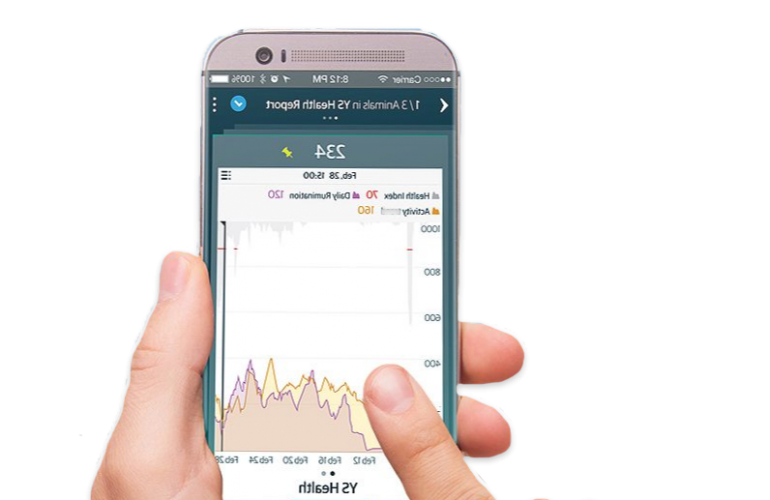 Carrier 8:12 PM 100%
1/3 Animals in YS Health Report
234
Feb, 28 15:00
Health Index 70 Daily Rumination 120
Activity 160
1000
800
600
400
Feb 12 Feb 16 Feb 20 Feb 24 Feb 28
YS Health